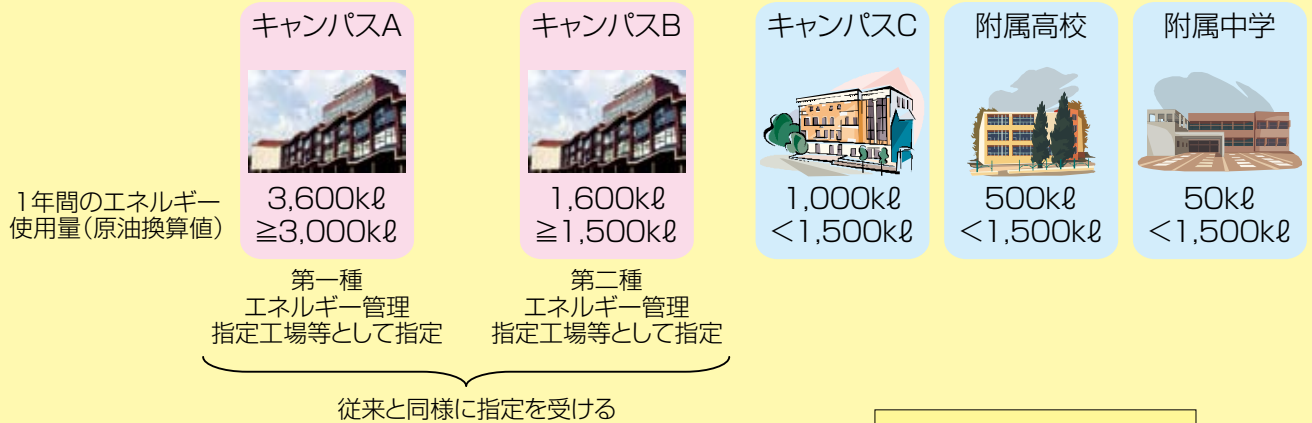 キャンパスA
キャンパスB
キャンパスC
附属高校
附属中学
1年間のエネルギー
使用量(原油換算値)
3,600kℓ
≧3,000kℓ
1,600kℓ
≧1,500kℓ
1,000kℓ
<1,500kℓ
500kℓ
<1,500kℓ
50kℓ
<1,500kℓ
第一種
エネルギー管理
指定工場等として指定
第二種
エネルギー管理
指定工場等として指定
従来と同様に指定を受ける